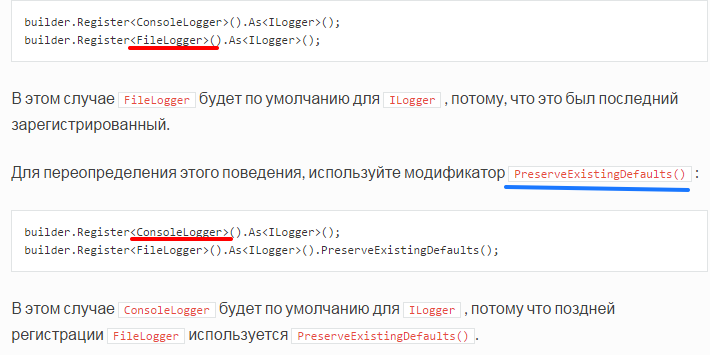 builder.Register<ConsoleLogger>().As<ILogger>();
builder.Register<FileLogger>().As<ILogger>();
В этом случае FileLogger будет по умолчанию для ILogger , потому, что это был последний
зарегистрированный.
Для переопределения этого поведения, используйте модификатор PreserveExistingDefaults() :
builder.Register<ConsoleLogger>().As<ILogger>();
builder.Register<FileLogger>().As<ILogger>().PreserveExistingDefaults();
В этом случае ConsoleLogger будет по умолчанию для ILogger , потому что поздней
регистрации FileLogger используется PreserveExistingDefaults() .